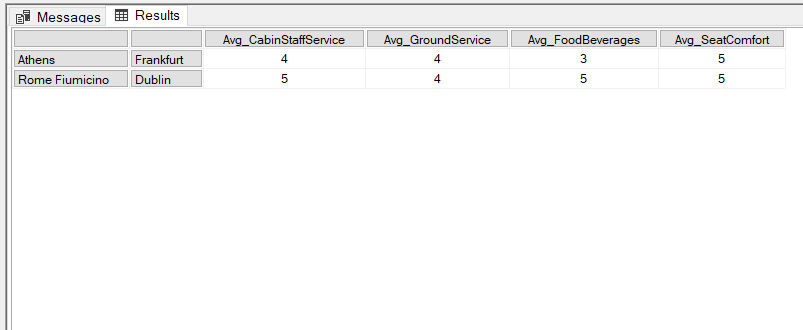 Messages Results
Avg_CabinStaffService Avg_GroundService Avg_FoodBeverages Avg_SeatComfort
Athens Frankfurt 4 4 3 5
Rome Fiumicino Dublin 5 4 5 5